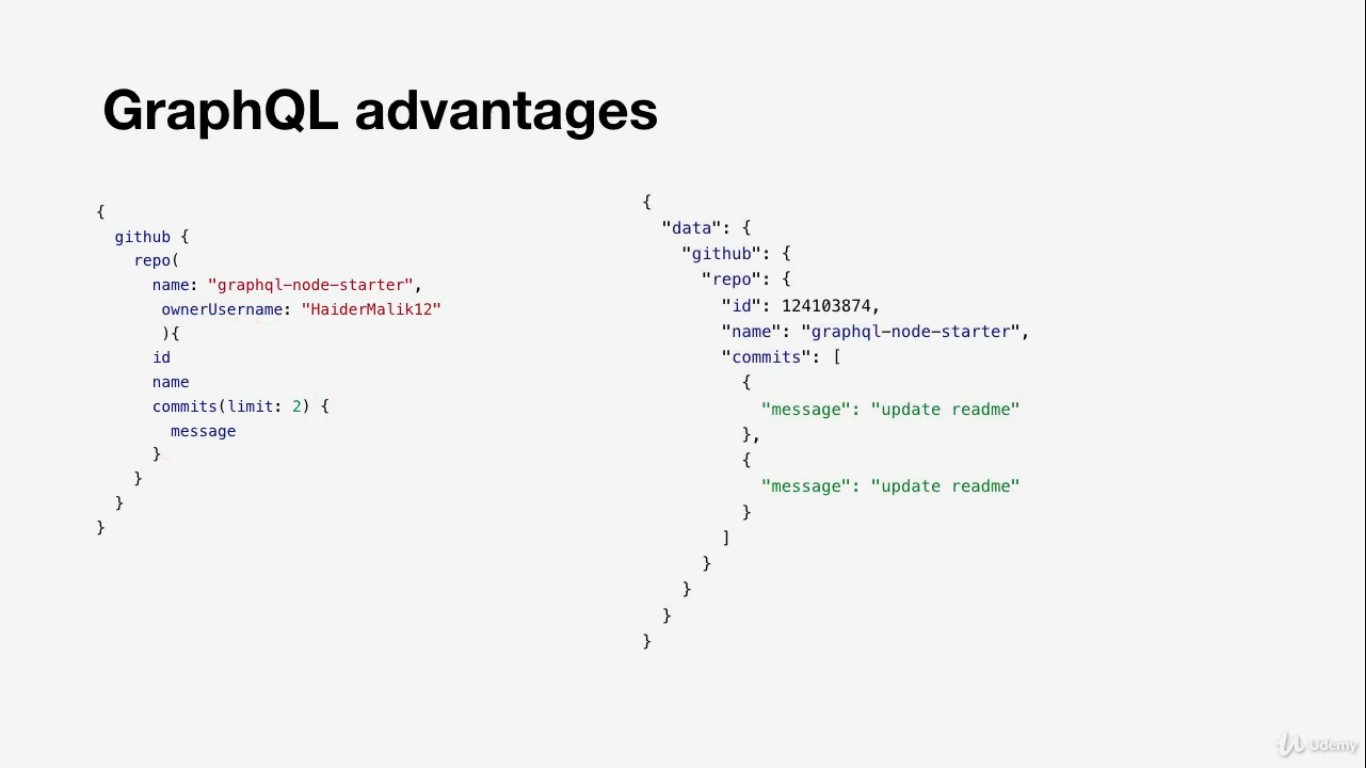 GraphQL advantages
{
  github {
    repo(
      name: "graphql-node-starter",
       ownerUsername: "HaiderMalik12"
       ){
      id
      name
      commits(limit: 2) {
        message
      }
    }
  }
}
{
  "data": {
    "github": {
      "repo": {
        "id": 124103874,
        "name": "graphql-node-starter",
        "commits": [
          {
            "message": "update readme"
          },
          {
            "message": "update readme"
          }
        ]
      }
    }
  }
}
Udemy